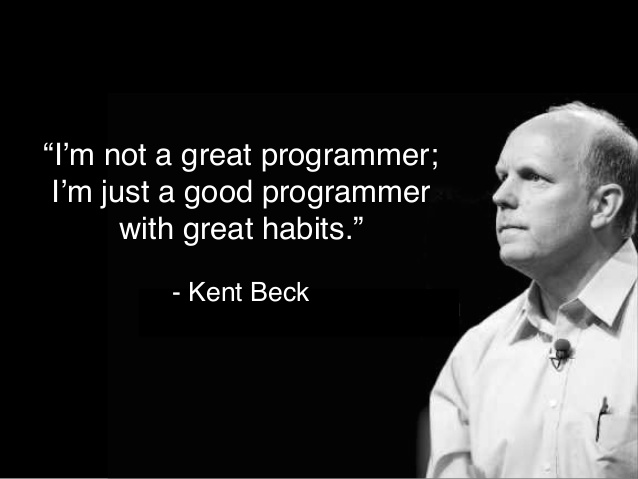 “I’m not a great programmer;
I’m just a good programmer
with great habits.”
- Kent Beck